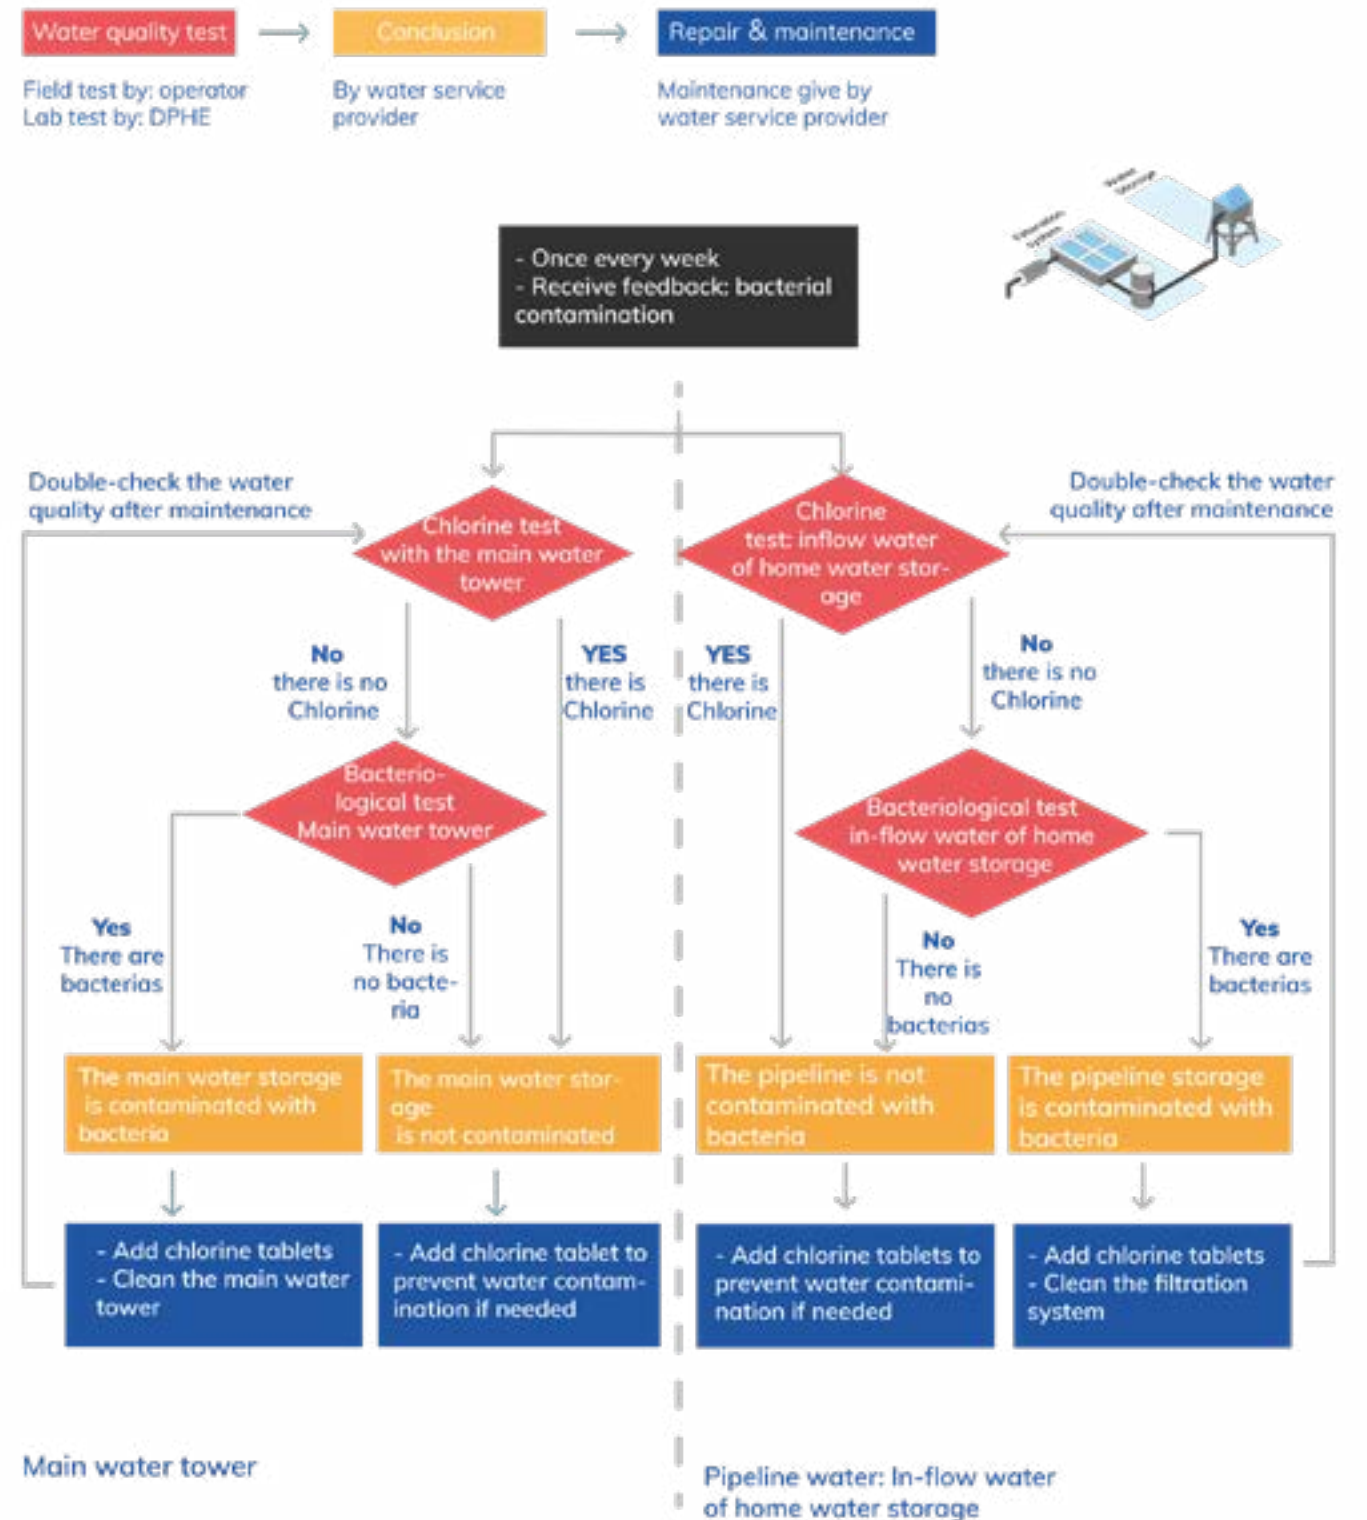 Water quality test
Conclusion
Repair & maintenance
Field test by: operator
Lab test by: DPHE
By water service
provider
Maintenance give by
water service provider
Water
Storage
System
- Once every week
- Receive feedback: bacterial
contamination
Double-check the water
quality after maintenance
Double-check the water
quality after maintenance
Chlorine test
with the main water
tower
Chlorine
test: inflow water
of home water stor-
age
No
there is no
Chlorine
YES
there is
Chlorine
YES
there is
Chlorine
No
there is no
Chlorine
Bacterio-
logical test
Main water tower
Bacteriological test
in-flow water of home
water storage
Yes
There are
bacterias
No
There is
no bacte-
ria
No
There is
no
bacterias
Yes
There are
bacterias
The main water storage
is contaminated with
bacteria
The main water stor-
age
is not contaminated
The pipeline is not
contaminated with
bacteria
The pipeline storage
is contaminated with
bacteria
- Add chlorine tablets
- Clean the main water
tower
- Add chlorine tablet to
prevent water contam-
ination if needed
- Add chlorine tablets to
prevent water contami-
nation if needed
- Add chlorine tablets
- Clean the filtration
system
Main water tower
Pipeline water: In-flow water
of home water storage